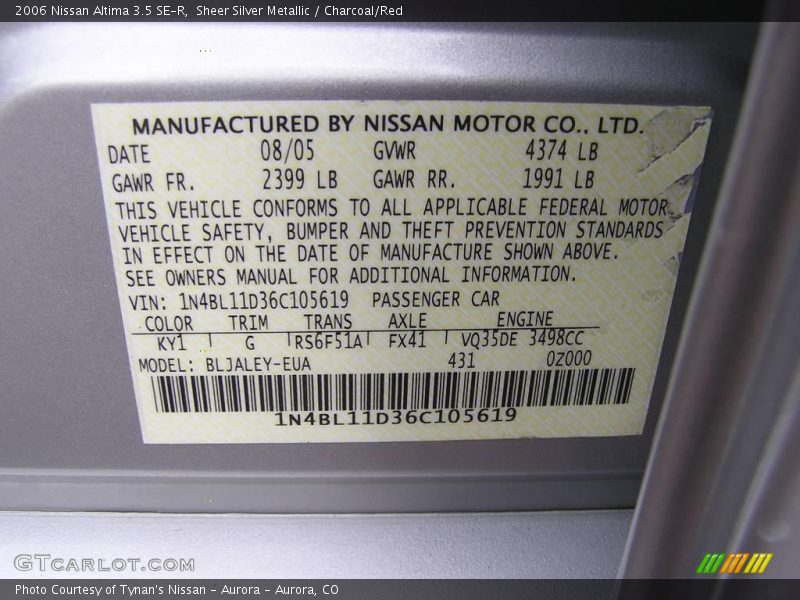 2006 Nissan Altima 3.5 SE-R, Sheer Silver Metallic / Charcoal/Red
MANUFACTURED BY NISSAN MOTOR CO., LTD.
DATE 08/05 GVWR 4374 LB
GAWR FR. 2399 LB GAWR RR. 1991 LB
THIS VEHICLE CONFORMS TO ALL APPLICABLE FEDERAL MOTOR
VEHICLE SAFETY, BUMPER AND THEFT PREVENTION STANDARDS
IN EFFECT ON THE DATE OF MANUFACTURE SHOWN ABOVE.
SEE OWNERS MANUAL FOR ADDITIONAL INFORMATION.
VIN: 1N4BL11D36C105619 PASSENGER CAR
COLOR TRIM TRANS AXLE ENGINE
KY1 G RS6F51A FX41 VQ35DE 3498CC
MODEL: BLJALEY-EUA 431 0Z000
1N4BL11D36C105619
GTCARLOT.COM
Photo Courtesy of Tynan's Nissan - Aurora - Aurora, CO